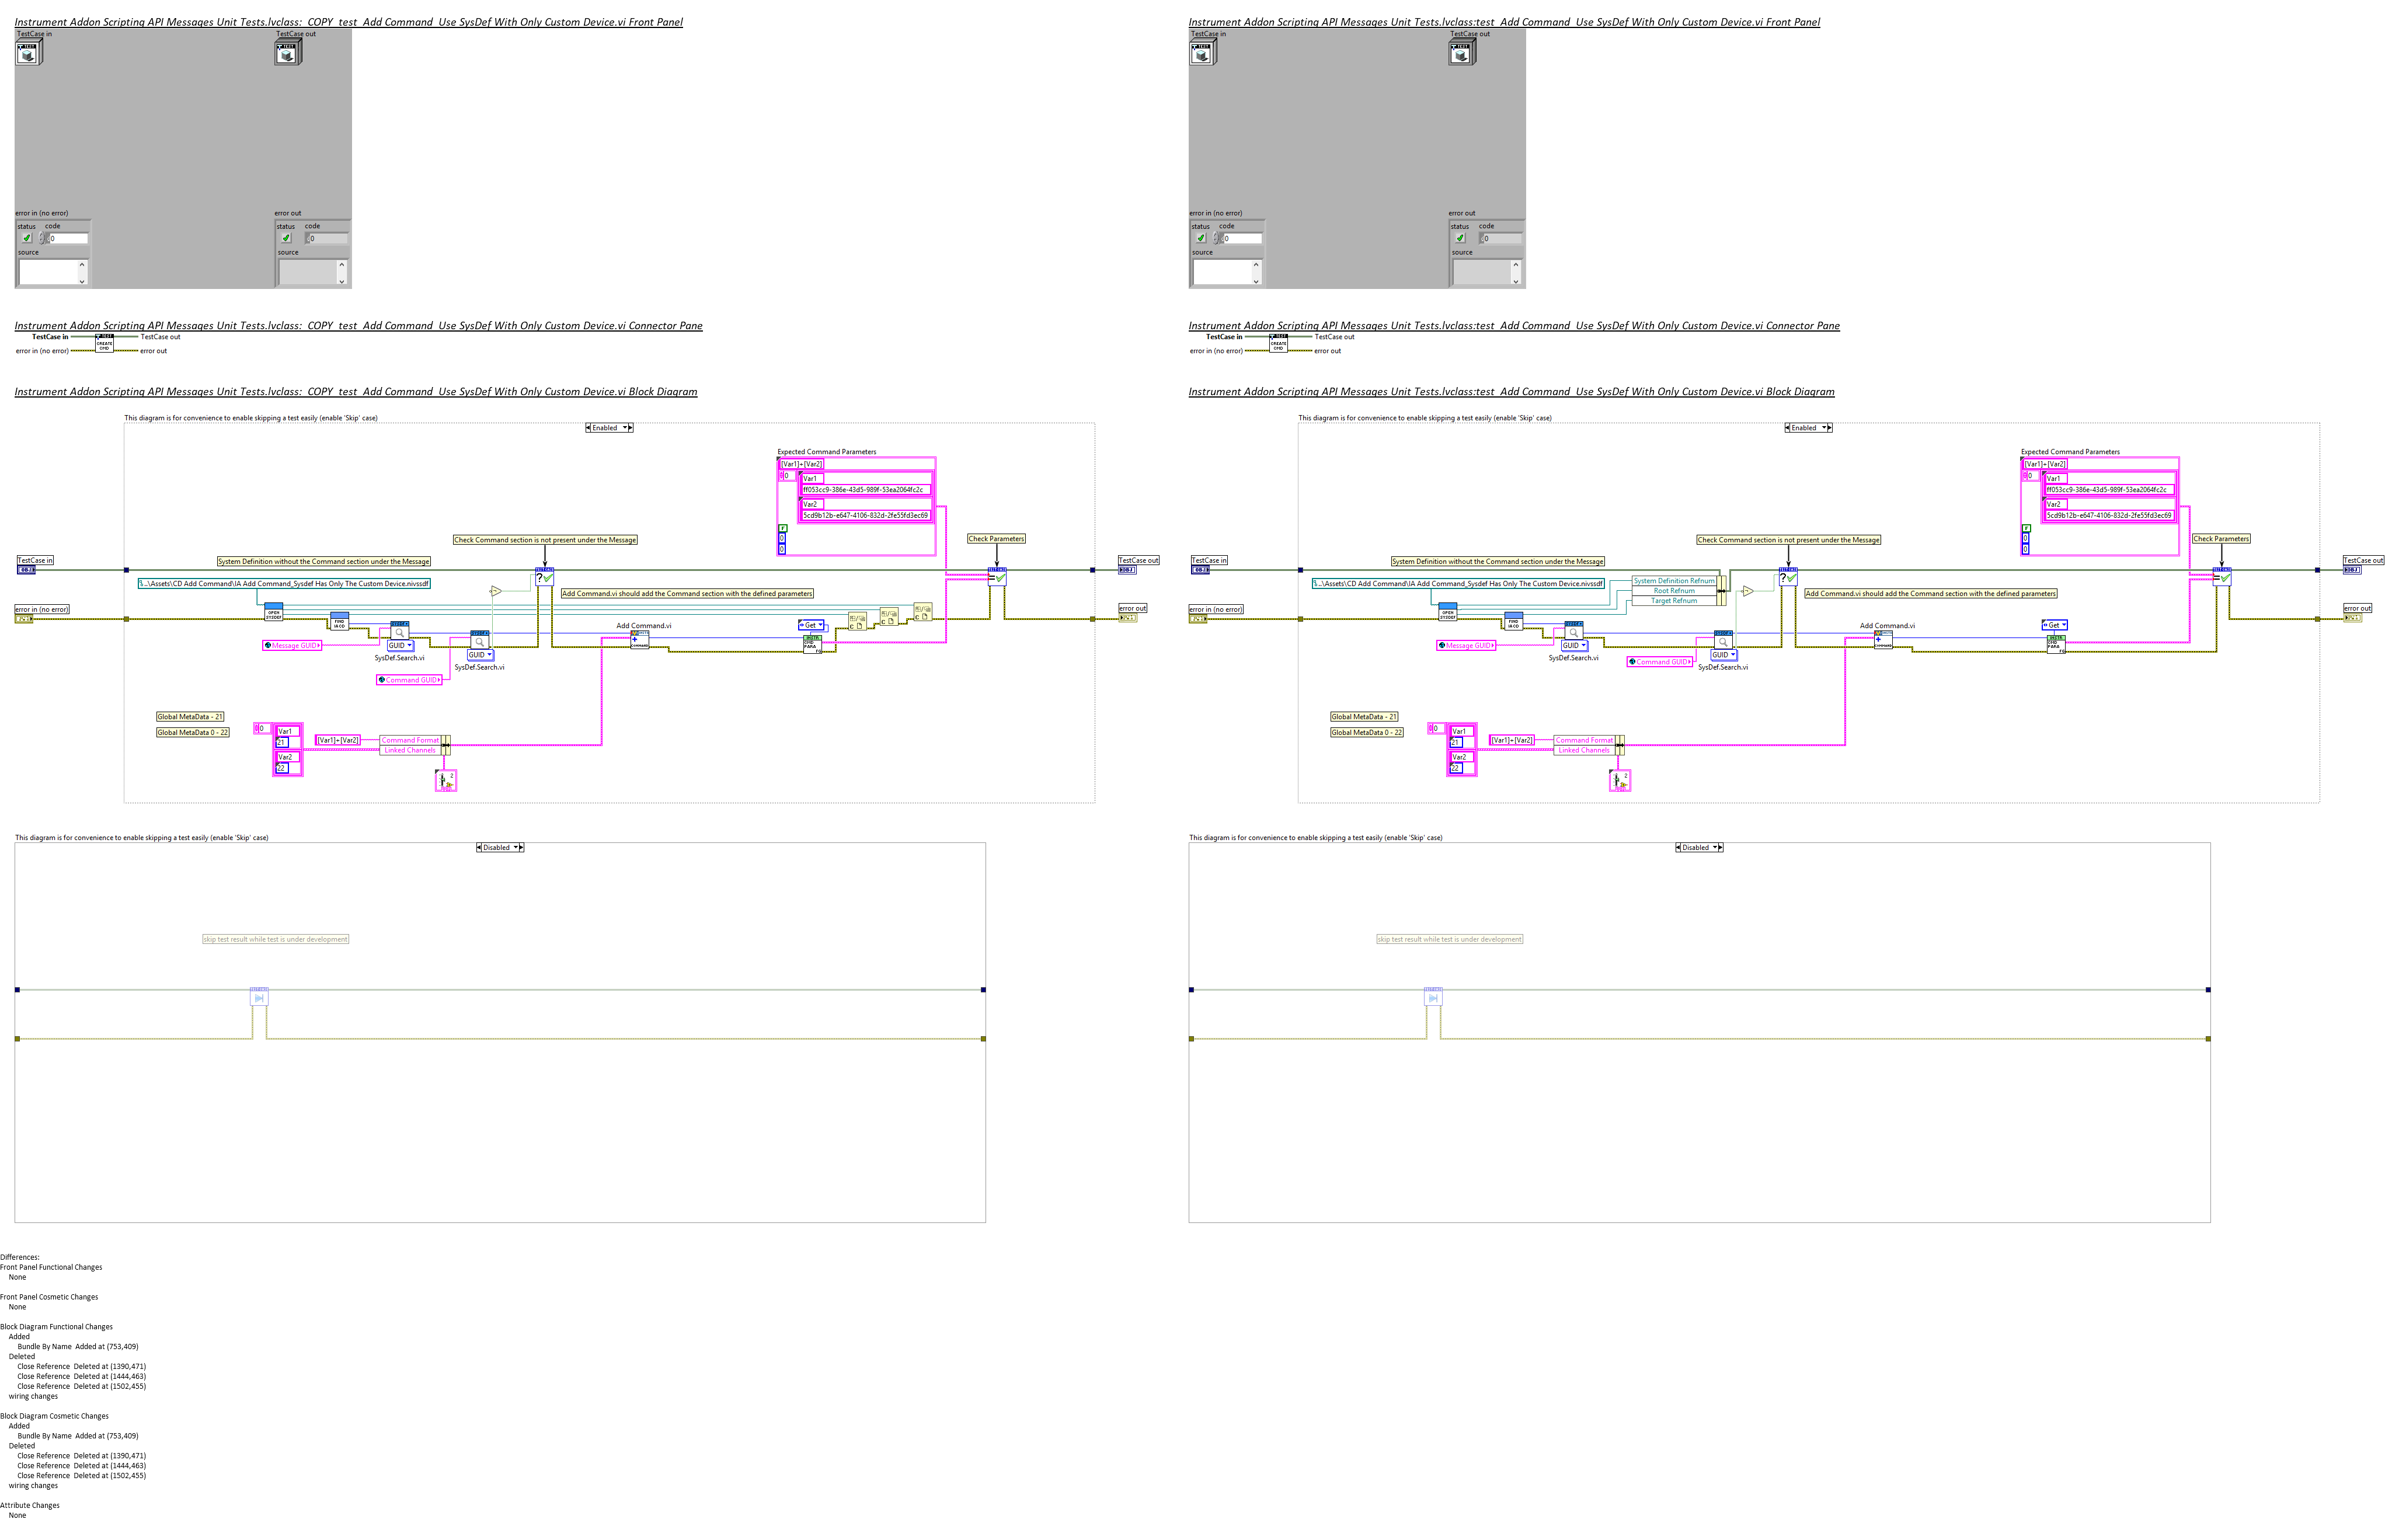 Instrument Addon Scripting API Messages Unit Tests.lvclass:_COPY_test_Add Command_Use SysDef With Only Custom Device.vi Front Panel
TestCase in
TestCase out
error in (no error)
status
code
0
source
error out
status
code
0
source
Instrument Addon Scripting API Messages Unit Tests.lvclass:test_Add Command_Use SysDef With Only Custom Device.vi Front Panel
TestCase in
TestCase out
error in (no error)
status
code
0
source
error out
status
code
0
source
Instrument Addon Scripting API Messages Unit Tests.lvclass:_COPY_test_Add Command_Use SysDef With Only Custom Device.vi Connector Pane
TestCase in
TestCase out
error in (no error)
error out
TEST
CREATE
CMD
Instrument Addon Scripting API Messages Unit Tests.lvclass:test_Add Command_Use SysDef With Only Custom Device.vi Connector Pane
TestCase in
TestCase out
error in (no error)
error out
TEST
CREATE
CMD
Instrument Addon Scripting API Messages Unit Tests.lvclass:_COPY_test_Add Command_Use SysDef With Only Custom Device.vi Block Diagram
This diagram is for convenience to enable skipping a test easily (enable 'Skip' case)
Enabled
Expected Command Parameters
[Var1]+[Var2]
0
Var1
ff053cc9-386e-43d5-989f-53ea2064fc2c
Var2
5cd9b12b-e647-4106-832d-2fe55fd3ec69
F
0
0
Check Command section is not present under the Message
Check Parameters
TestCase in
System Definition without the Command section under the Message
TestCase out
..\Assets\CD Add Command\IA Add Command_Sysdef Has Only The Custom Device.nivssdf
Add Command.vi should add the Command section with the defined parameters
error in (no error)
OPEN
SYSDEF
FIND
IA CD
error out
Add Command.vi
Get
Message GUID
GUID
SysDef.Search.vi
GUID
SysDef.Search.vi
Command GUID
Global MetaData - 21
Global MetaData 0 - 22
0
Var1
21
Var2
22
[Var1]+[Var2]
Command Format
Linked Channels
Instrument Addon Scripting API Messages Unit Tests.lvclass:test_Add Command_Use SysDef With Only Custom Device.vi Block Diagram
This diagram is for convenience to enable skipping a test easily (enable 'Skip' case)
Enabled
Expected Command Parameters
[Var1]+[Var2]
0
Var1
ff053cc9-386e-43d5-989f-53ea2064fc2c
Var2
5cd9b12b-e647-4106-832d-2fe55fd3ec69
F
0
0
Check Command section is not present under the Message
Check Parameters
TestCase in
System Definition without the Command section under the Message
TestCase out
..\Assets\CD Add Command\IA Add Command_Sysdef Has Only The Custom Device.nivssdf
System Definition Refnum
Root Refnum
Target Refnum
Add Command.vi should add the Command section with the defined parameters
error in (no error)
OPEN
SYSDEF
FIND
IA CD
error out
Add Command.vi
Get
Message GUID
GUID
SysDef.Search.vi
GUID
SysDef.Search.vi
Command GUID
Global MetaData - 21
Global MetaData 0 - 22
0
Var1
21
Var2
22
[Var1]+[Var2]
Command Format
Linked Channels
This diagram is for convenience to enable skipping a test easily (enable 'Skip' case)
Disabled
skip test result while test is under development
This diagram is for convenience to enable skipping a test easily (enable 'Skip' case)
Disabled
skip test result while test is under development
Differences:
Front Panel Functional Changes
None
Front Panel Cosmetic Changes
None
Block Diagram Functional Changes
Added
Bundle By Name  Added at (753,409)
Deleted
Close Reference  Deleted at (1390,471)
Close Reference  Deleted at (1444,463)
Close Reference  Deleted at (1502,455)
wiring changes
Block Diagram Cosmetic Changes
Added
Bundle By Name  Added at (753,409)
Deleted
Close Reference  Deleted at (1390,471)
Close Reference  Deleted at (1444,463)
Close Reference  Deleted at (1502,455)
wiring changes
Attribute Changes
None